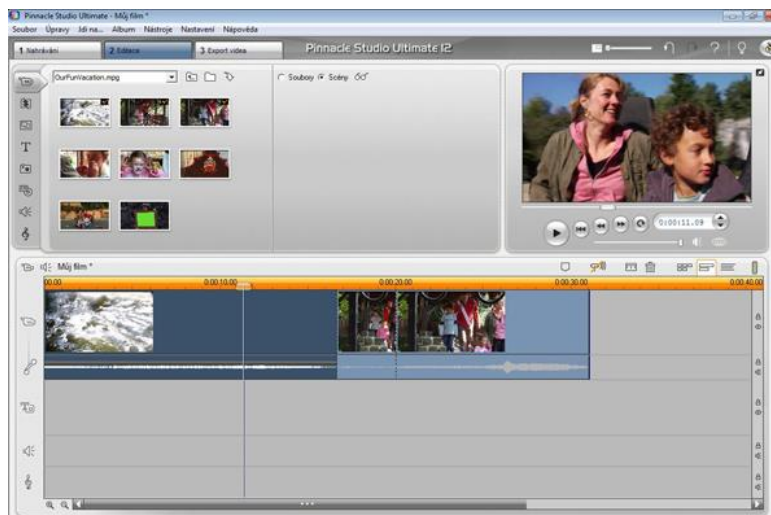 Pinnacle Studio Ultimate - Můj film *
Soubor Úpravy Jdi na... Album Nástroje Nastavení Nápověda
1 Nahrávání 2 Editace 3 Export videa Pinnacle Studio Ultimate 12
OurFunVacation.mpg Soubory Scény
0:00:11.09
Můj film *
00.00 0:00:10.00 0:00:20.00 0:00:30.00 0:00:40.00